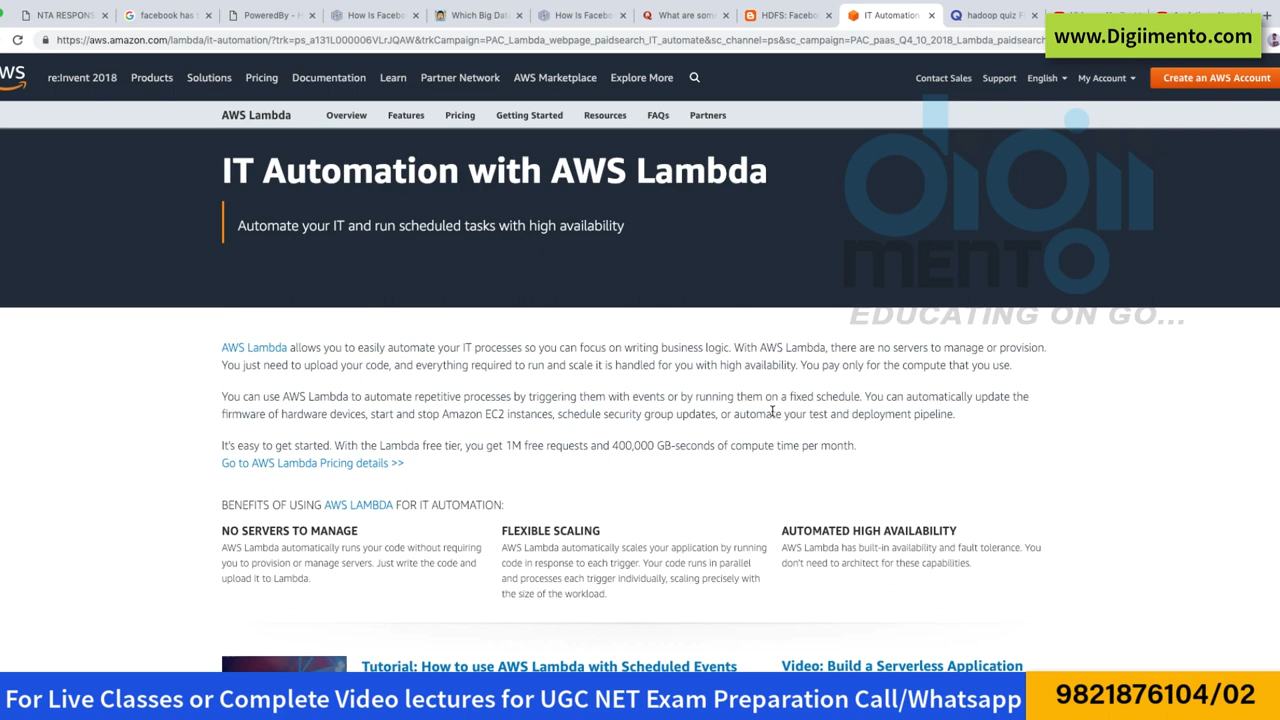 NTA RESPONS
facebook has
PoweredBy - H
How Is Faceb
Which Big Da
How Is Faceb
What are som
HDFS: Facebo
IT Automation
hadoop quiz F
https://aws.amazon.com/lambda/it-automation/?trk=ps_a131L000006VLrJQAW&trkCampaign=PAC_Lambda_webpage_paidsearch_IT_automate&sc_channel=ps&sc_campaign=PAC_paas_Q4_10_2018_Lambda_paidsearch
www.Digiimento.com
re:Invent 2018 Products Solutions Pricing Documentation Learn Partner Network AWS Marketplace Explore More
Contact Sales Support English My Account Create an AWS Account
AWS Lambda Overview Features Pricing Getting Started Resources FAQs Partners
IT Automation with AWS Lambda
Automate your IT and run scheduled tasks with high availability
digii
MENTO
EDUCATING ON GO...
AWS Lambda allows you to easily automate your IT processes so you can focus on writing business logic. With AWS Lambda, there are no servers to manage or provision.
You just need to upload your code, and everything required to run and scale it is handled for you with high availability. You pay only for the compute that you use.
You can use AWS Lambda to automate repetitive processes by triggering them with events or by running them on a fixed schedule. You can automatically update the
firmware of hardware devices, start and stop Amazon EC2 instances, schedule security group updates, or automate your test and deployment pipeline.
It's easy to get started. With the Lambda free tier, you get 1M free requests and 400,000 GB-seconds of compute time per month.
Go to AWS Lambda Pricing details >>
BENEFITS OF USING AWS LAMBDA FOR IT AUTOMATION:
NO SERVERS TO MANAGE
AWS Lambda automatically runs your code without requiring
you to provision or manage servers. Just write the code and
upload it to Lambda.
FLEXIBLE SCALING
AWS Lambda automatically scales your application by running
code in response to each trigger. Your code runs in parallel
and processes each trigger individually, scaling precisely with
the size of the workload.
AUTOMATED HIGH AVAILABILITY
AWS Lambda has built-in availability and fault tolerance. You
don't need to architect for these capabilities.
Tutorial: How to use AWS Lambda with Scheduled Events
Video: Build a Serverless Application
For Live Classes or Complete Video lectures for UGC NET Exam Preparation Call/Whatsapp
9821876104/02